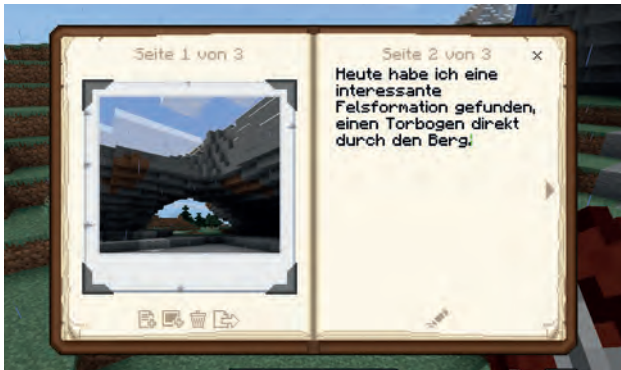 Seite 1 von 3
Seite 2 von 3
Heute habe ich eine
interessante
Felsformation gefunden,
einen Torbogen direkt
durch den Berg.